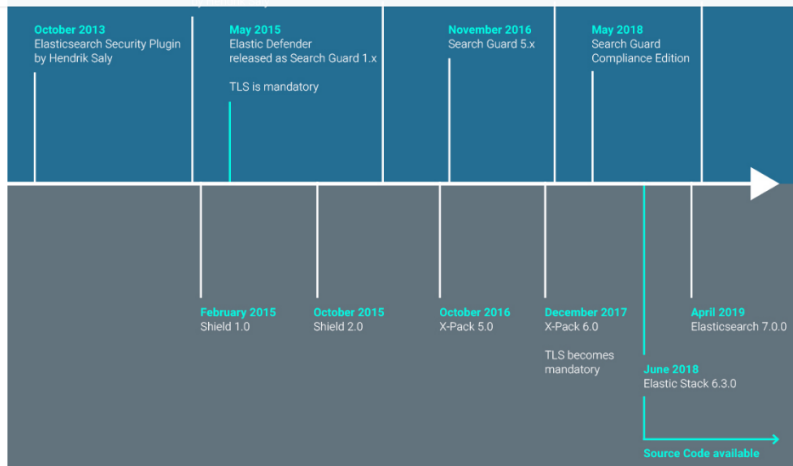 October 2013
Elasticsearch Security Plugin
by Hendrik Saly
May 2015
Elastic Defender
released as Search Guard 1.x
TLS is mandatory
November 2016
Search Guard 5.x
May 2018
Search Guard
Compliance Edition
February 2015
Shield 1.0
October 2015
Shield 2.0
October 2016
X-Pack 5.0
December 2017
X-Pack 6.0
TLS becomes
mandatory
June 2018
Elastic Stack 6.3.0
Source Code available
April 2019
Elasticsearch 7.0.0